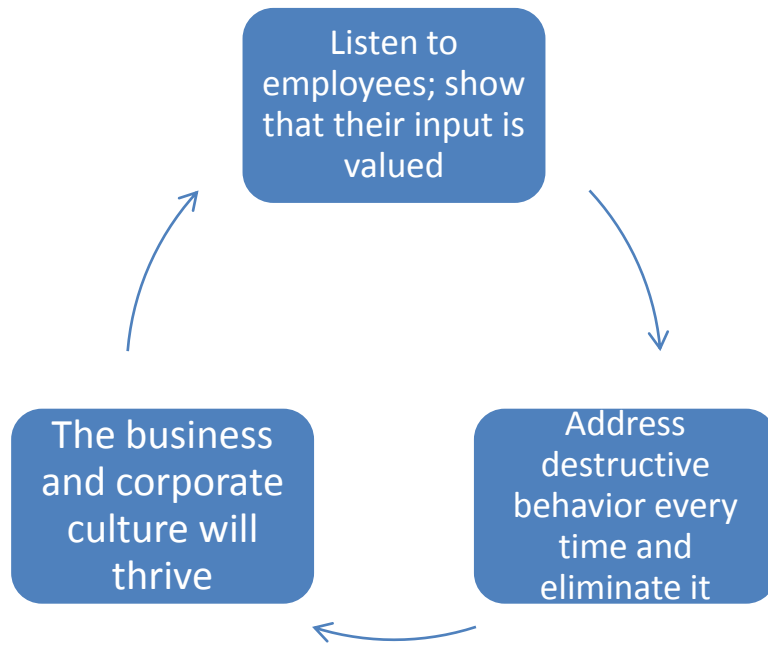 Listen to
employees; show
that their input is
valued
Address
destructive
behavior every
time and
eliminate it
The business
and corporate
culture will
thrive